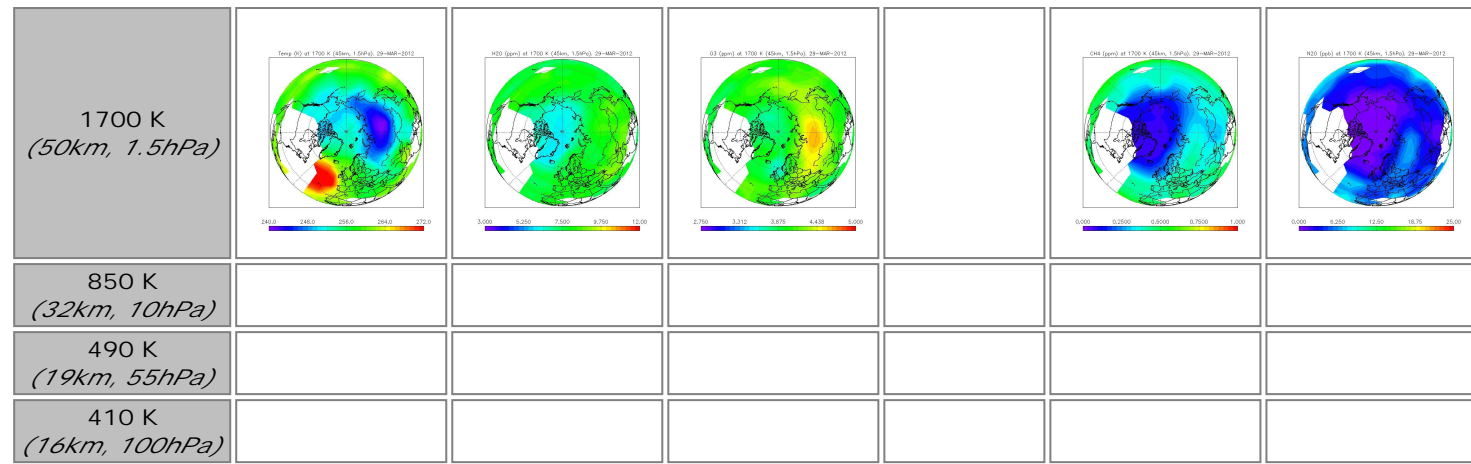 Temp (K) at 1700 K (45km, 1.5hPa). 29-MAR-2012
H2O (ppm) at 1700 K (45km, 1.5hPa). 29-MAR-2012
O3 (ppm) at 1700 K (45km, 1.5hPa). 29-MAR-2012
CH4 (ppm) at 1700 K (45km, 1.5hPa). 29-MAR-2012
N2O (ppb) at 1700 K (45km, 1.5hPa). 29-MAR-2012
1700 K
(50km, 1.5hPa)
240.0 248.0 256.0 264.0 272.0
3.000 5.250 7.500 9.750 12.00
2.750 3.312 3.875 4.438 5.000
0.000 0.2500 0.5000 0.7500 1.000
0.000 6.250 12.50 18.75 25.00
850 K
(32km, 10hPa)
490 K
(19km, 55hPa)
410 K
(16km, 100hPa)